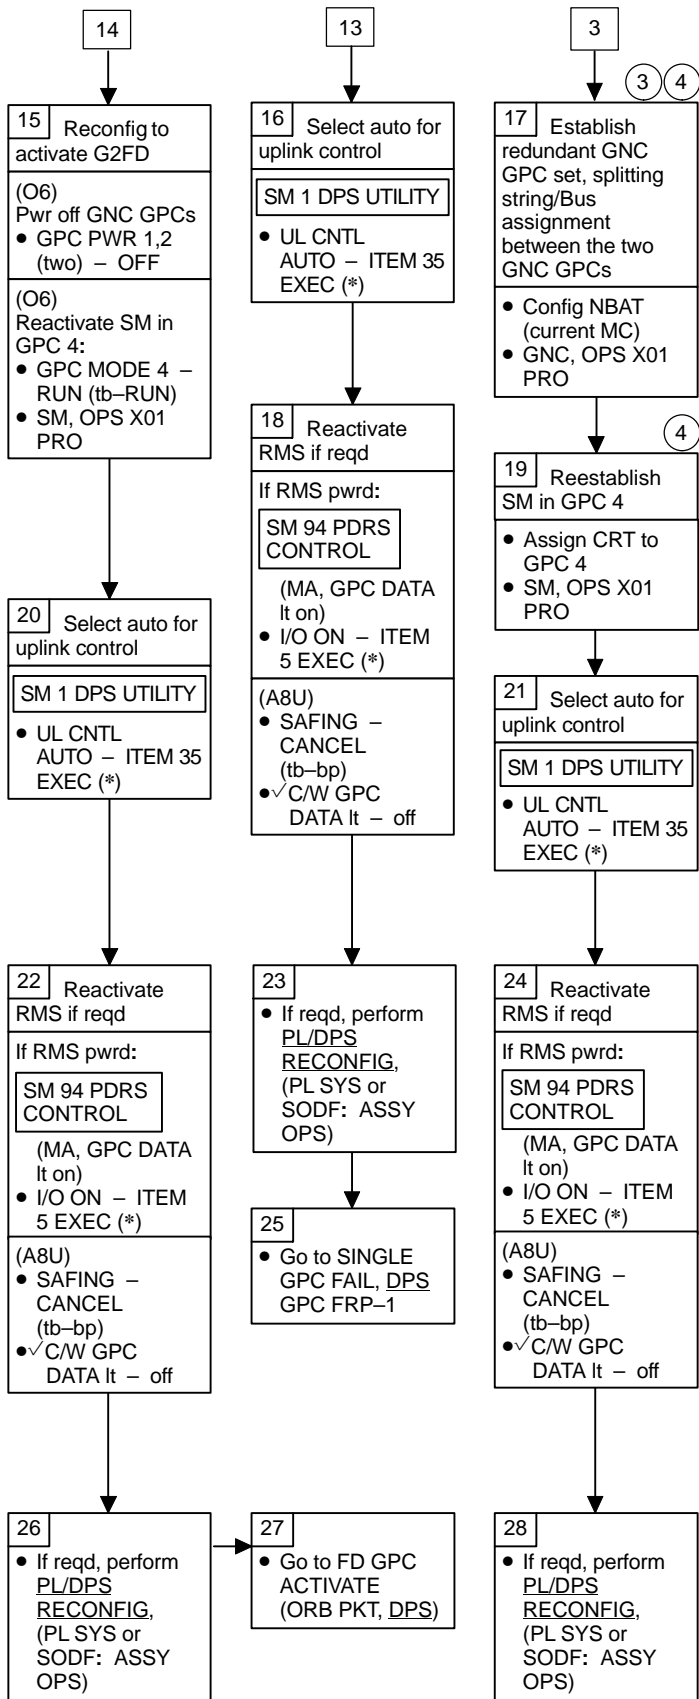 14
15 Reconfig to
activate G2FD
(O6)
Pwr off GNC GPCs
• GPC PWR 1,2
(two) – OFF
(O6)
Reactivate SM in
GPC 4:
• GPC MODE 4 –
RUN (tb–RUN)
• SM, OPS X01
PRO
20 Select auto for
uplink control
SM 1 DPS UTILITY
• UL CNTL
AUTO – ITEM 35
EXEC (*)
22 Reactivate
RMS if reqd
If RMS pwrd:
SM 94 PDRS
CONTROL
(MA, GPC DATA
lt on)
• I/O ON – ITEM
5 EXEC (*)
(A8U)
• SAFING –
CANCEL
(tb–bp)
•√C/W GPC
DATA lt – off
26
• If reqd, perform
PL/DPS
RECONFIG,
(PL SYS or
SODF: ASSY
OPS)
13
16 Select auto for
uplink control
SM 1 DPS UTILITY
• UL CNTL
AUTO – ITEM 35
EXEC (*)
18 Reactivate
RMS if reqd
If RMS pwrd:
SM 94 PDRS
CONTROL
(MA, GPC DATA
lt on)
• I/O ON – ITEM
5 EXEC (*)
(A8U)
• SAFING –
CANCEL
(tb–bp)
•√C/W GPC
DATA lt – off
23
• If reqd, perform
PL/DPS
RECONFIG,
(PL SYS or
SODF: ASSY
OPS)
25
• Go to SINGLE
GPC FAIL, DPS
GPC FRP–1
27
• Go to FD GPC
ACTIVATE
(ORB PKT, DPS)
3
3 4
17 Establish
redundant GNC
GPC set, splitting
string/Bus
assignment
between the two
GNC GPCs
• Config NBAT
(current MC)
• GNC, OPS X01
PRO
4
19 Reestablish
SM in GPC 4
• Assign CRT to
GPC 4
• SM, OPS X01
PRO
21 Select auto for
uplink control
SM 1 DPS UTILITY
• UL CNTL
AUTO – ITEM 35
EXEC (*)
24 Reactivate
RMS if reqd
If RMS pwrd:
SM 94 PDRS
CONTROL
(MA, GPC DATA
lt on)
• I/O ON – ITEM
5 EXEC (*)
(A8U)
• SAFING –
CANCEL
(tb–bp)
•√C/W GPC
DATA lt – off
28
• If reqd, perform
PL/DPS
RECONFIG,
(PL SYS or
SODF: ASSY
OPS)